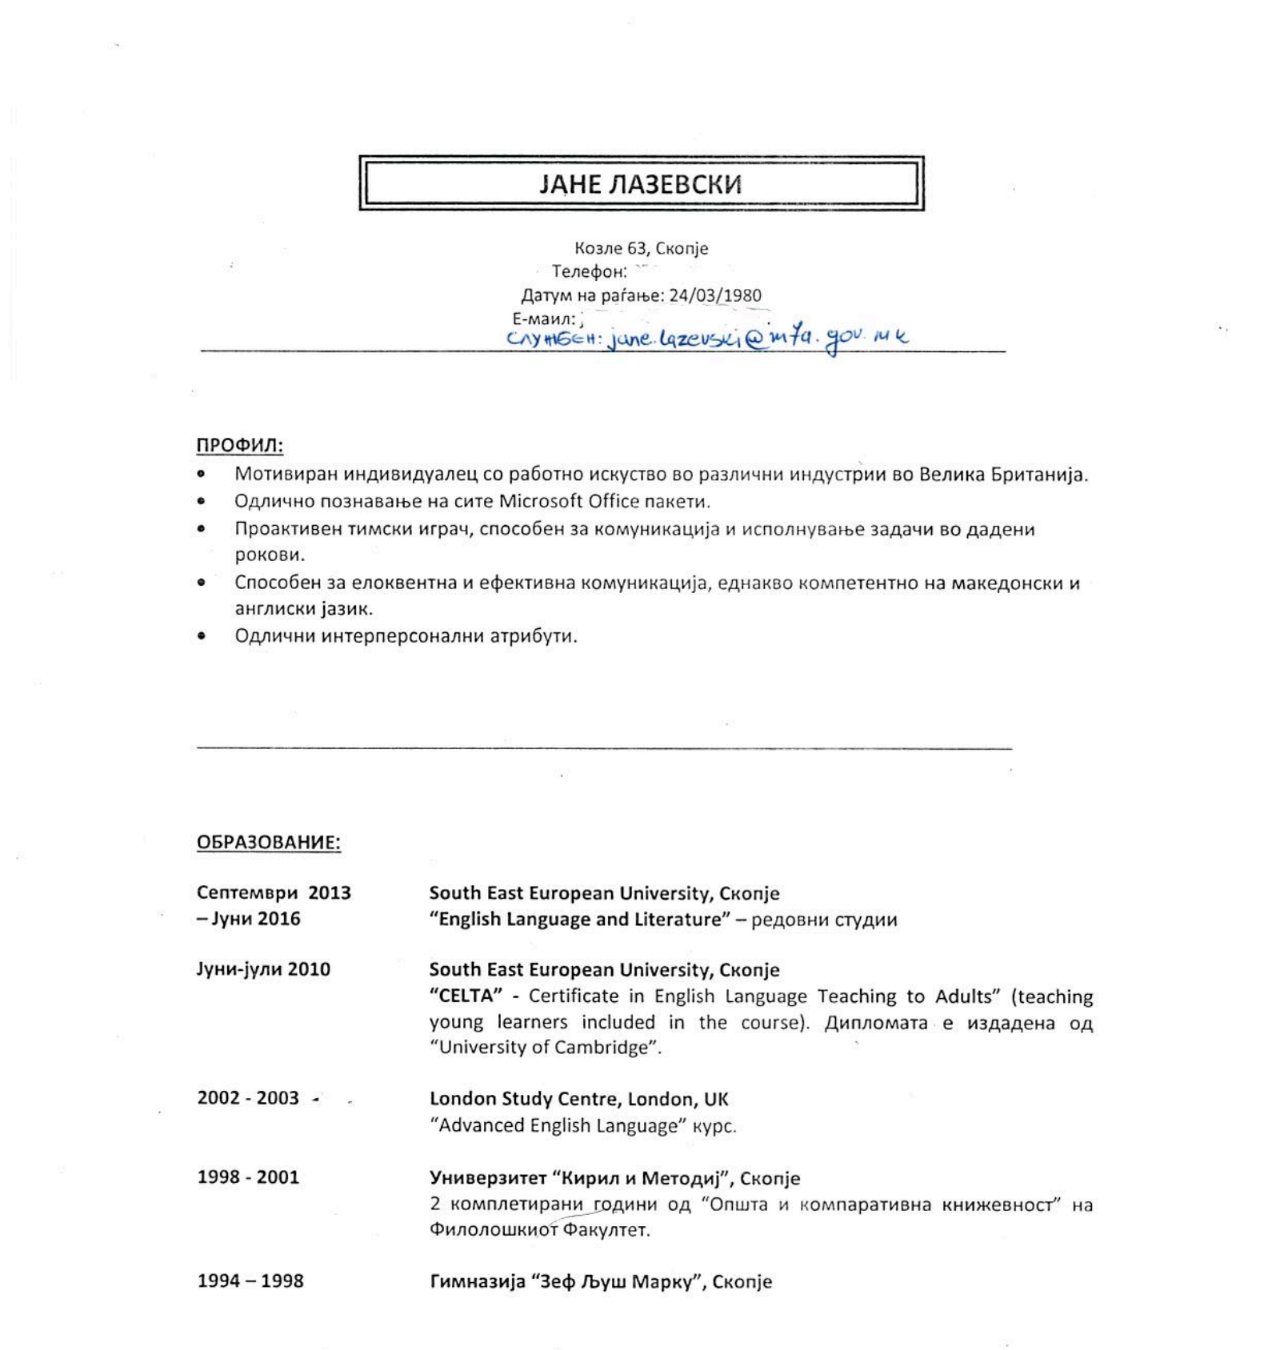 ЈАНЕ ЛАЗЕВСКИ
Козле 63, Скопје
Телефон:
Датум на раѓање: 24/03/1980
Е-маил:
СЛУЖБЕН: jane.lazevski@mfa.gov.mk
ПРОФИЛ:
• Мотивиран индивидуалец со работно искуство во различни индустрии во Велика Британија.
• Одлично познавање на сите Microsoft Office пакети.
• Проактивен тимски играч, способен за комуникација и исполнување задачи во дадени
рокови.
• Способен за елоквентна и ефективна комуникација, еднакво компетентно на македонски и
англиски јазик.
• Одлични интерперсонални атрибути.
ОБРАЗОВАНИЕ:
Септември 2013 South East European University, Скопје
– Јуни 2016 “English Language and Literature” – редовни студии
Јуни-јули 2010 South East European University, Скопје
“CELTA” - Certificate in English Language Teaching to Adults” (teaching
young learners included in the course). Дипломата е издадена од
“University of Cambridge”.
2002 - 2003 - London Study Centre, London, UK
“Advanced English Language” курс.
1998 - 2001 Универзитет “Кирил и Методиј”, Скопје
2 комплетирани години од “Општа и компаративна книжевност” на
Филолошкиот Факултет.
1994 – 1998 Гимназија “Зеф Љуш Марку”, Скопје